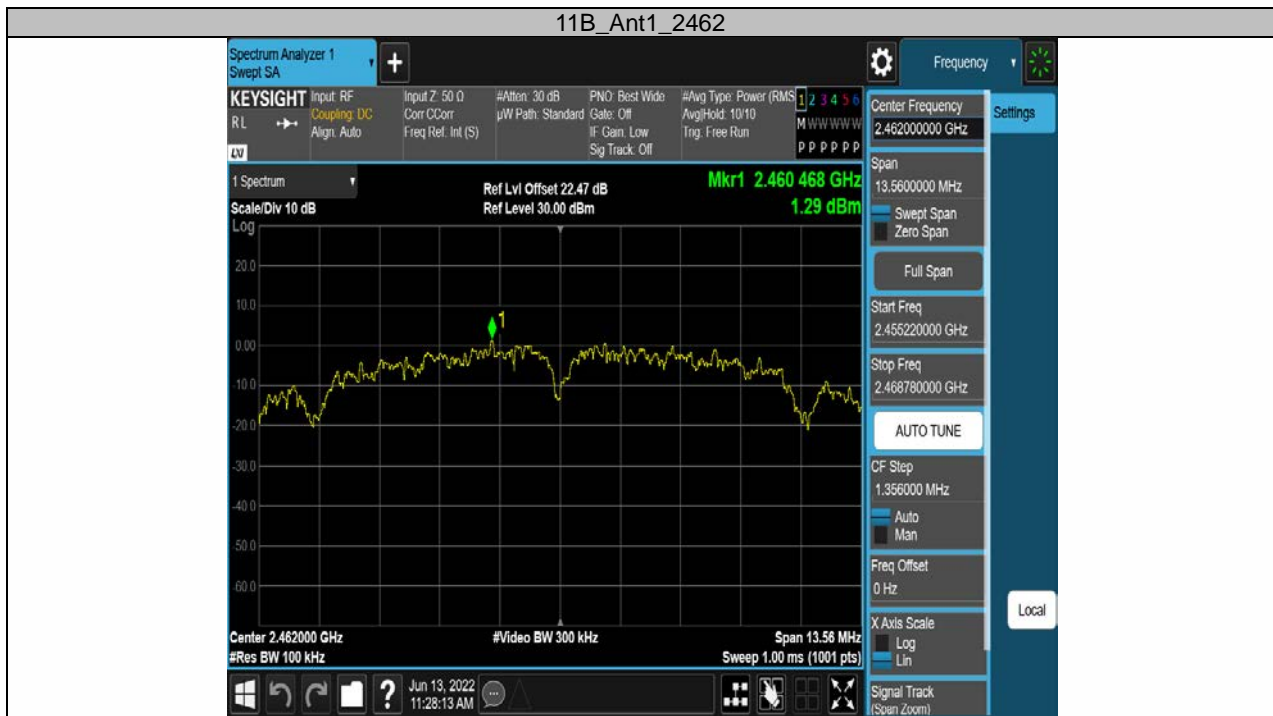 11B_Ant1_2462
Spectrum Analyzer 1
Swept SA
Frequency
KEYSIGHT
RL
LXI
Input: RF
Coupling: DC
Align: Auto
Input Z: 50 Ω
Corr CCorr
Freq Ref: Int (S)
#Atten: 30 dB
µW Path: Standard
PNO: Best Wide
Gate: Off
IF Gain: Low
Sig Track: Off
#Avg Type: Power (RMS
Avg|Hold: 10/10
Trig: Free Run
1 2 3 4 5 6
M W W W W W
P P P P P P
1 Spectrum
Scale/Div 10 dB
Log
Ref Lvl Offset 22.47 dB
Ref Level 30.00 dBm
Mkr1 2.460 468 GHz
1.29 dBm
1
20.0
10.0
0.00
-10.0
-20.0
-30.0
-40.0
-50.0
-60.0
Center 2.462000 GHz
#Res BW 100 kHz
#Video BW 300 kHz
Span 13.56 MHz
Sweep 1.00 ms (1001 pts)
Jun 13, 2022
11:28:13 AM
Center Frequency
2.462000000 GHz
Settings
Span
13.5600000 MHz
Swept Span
Zero Span
Full Span
Start Freq
2.455220000 GHz
Stop Freq
2.468780000 GHz
AUTO TUNE
CF Step
1.356000 MHz
Auto
Man
Freq Offset
0 Hz
Local
X Axis Scale
Log
Lin
Signal Track
(Span Zoom)